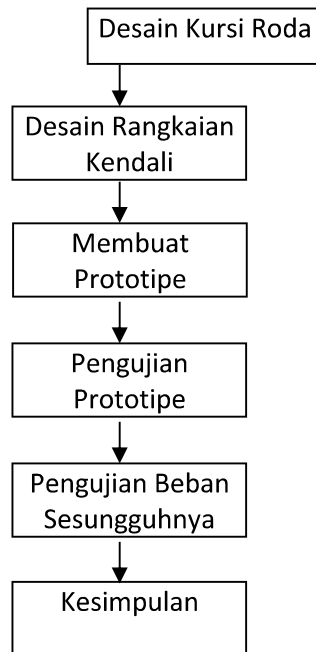 Desain Kursi Roda
Desain Rangkaian
Kendali
Membuat
Prototipe
Pengujian
Prototipe
Pengujian Beban
Sesungguhnya
Kesimpulan